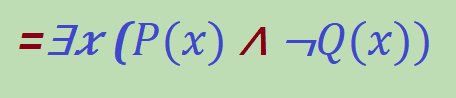 =∃x(P(x) ∧ ¬Q(x))